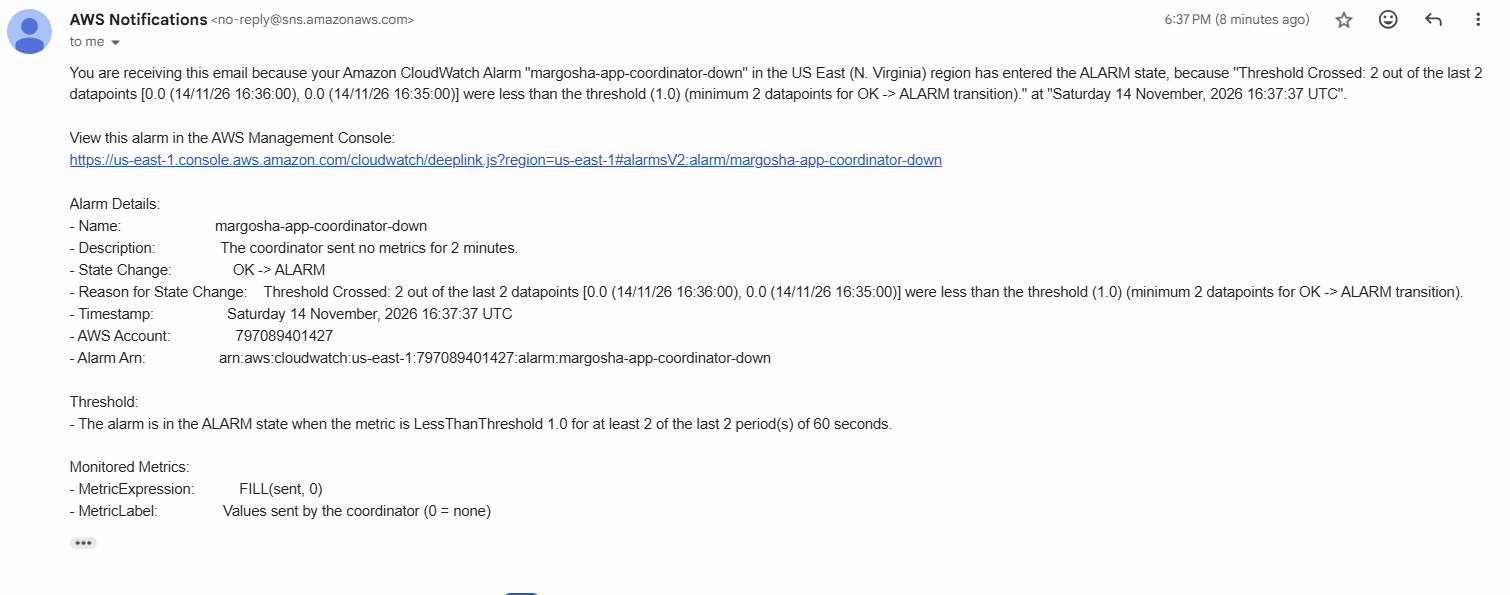 AWS Notifications <no-reply@sns.amazonaws.com>
6:37 PM (8 minutes ago)
to me
You are receiving this email because your Amazon CloudWatch Alarm "margosha-app-coordinator-down" in the US East (N. Virginia) region has entered the ALARM state, because "Threshold Crossed: 2 out of the last 2
datapoints [0.0 (14/11/26 16:36:00), 0.0 (14/11/26 16:35:00)] were less than the threshold (1.0) (minimum 2 datapoints for OK -> ALARM transition)." at "Saturday 14 November, 2026 16:37:37 UTC".
View this alarm in the AWS Management Console:
https://us-east-1.console.aws.amazon.com/cloudwatch/deeplink.js?region=us-east-1#alarmsV2:alarm/margosha-app-coordinator-down
Alarm Details:
- Name: margosha-app-coordinator-down
- Description: The coordinator sent no metrics for 2 minutes.
- State Change: OK -> ALARM
- Reason for State Change: Threshold Crossed: 2 out of the last 2 datapoints [0.0 (14/11/26 16:36:00), 0.0 (14/11/26 16:35:00)] were less than the threshold (1.0) (minimum 2 datapoints for OK -> ALARM transition).
- Timestamp: Saturday 14 November, 2026 16:37:37 UTC
- AWS Account: 797089401427
- Alarm Arn: arn:aws:cloudwatch:us-east-1:797089401427:alarm:margosha-app-coordinator-down
Threshold:
- The alarm is in the ALARM state when the metric is LessThanThreshold 1.0 for at least 2 of the last 2 period(s) of 60 seconds.
Monitored Metrics:
- MetricExpression: FILL(sent, 0)
- MetricLabel: Values sent by the coordinator (0 = none)